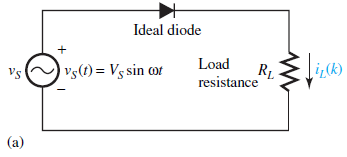 Ideal diode
+
v_S
v_S(t) = V_S sin ωt
−
Load
resistance
R_L
i_L(k)
(a)